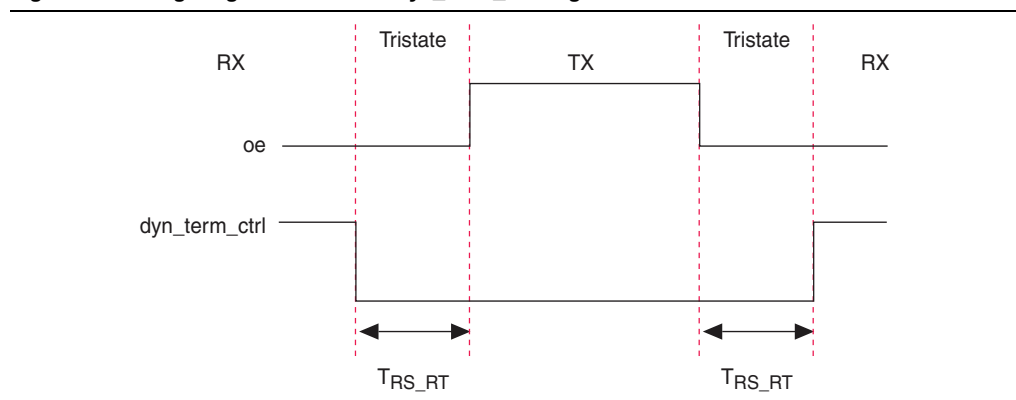 Tristate
Tristate
RX
TX
RX
oe
dyn_term_ctrl
TRS_RT
TRS_RT